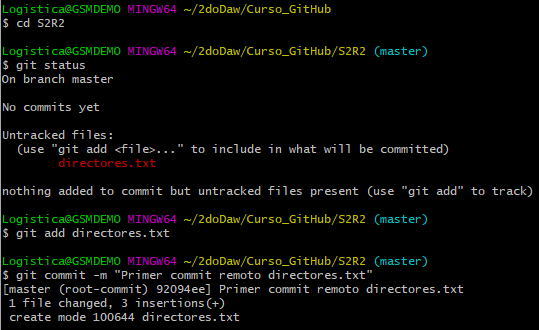 Logistica@GSMDEMO MINGW64 ~/2doDaw/Curso_GitHub
$ cd S2R2
Logistica@GSMDEMO MINGW64 ~/2doDaw/Curso_GitHub/S2R2 (master)
$ git status
On branch master
No commits yet
Untracked files:
  (use "git add <file>..." to include in what will be committed)
        directores.txt
nothing added to commit but untracked files present (use "git add" to track)
Logistica@GSMDEMO MINGW64 ~/2doDaw/Curso_GitHub/S2R2 (master)
$ git add directores.txt
Logistica@GSMDEMO MINGW64 ~/2doDaw/Curso_GitHub/S2R2 (master)
$ git commit -m "Primer commit remoto directores.txt"
[master (root-commit) 92094ee] Primer commit remoto directores.txt
 1 file changed, 3 insertions(+)
 create mode 100644 directores.txt